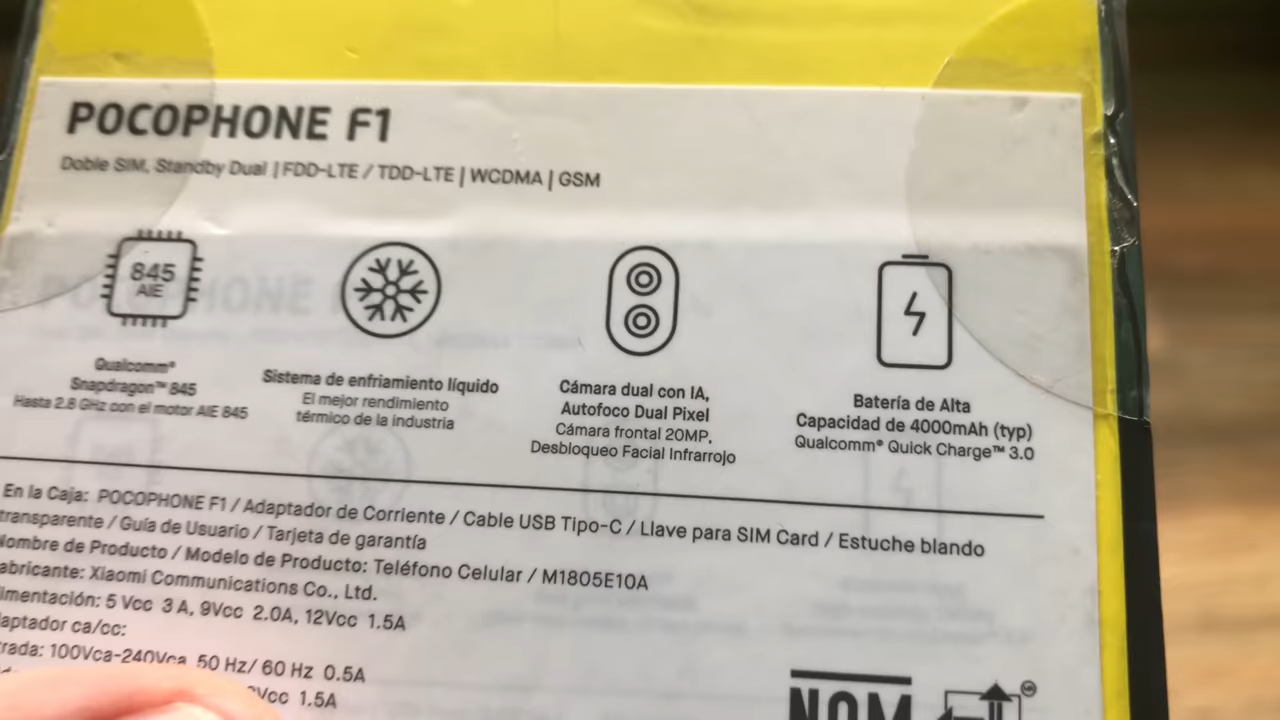 POCOPHONE F1
Doble SIM, Standby Dual | FDD-LTE / TDD-LTE | WCDMA | GSM
845
AIE
Qualcomm®
Snapdragon™ 845
Hasta 2.8 GHz con el motor AIE 845
Sistema de enfriamiento líquido
El mejor rendimiento
térmico de la industria
Cámara dual con IA,
Autofoco Dual Pixel
Cámara frontal 20MP,
Desbloqueo Facial Infrarrojo
Batería de Alta
Capacidad de 4000mAh (typ)
Qualcomm® Quick Charge™ 3.0
En la Caja: POCOPHONE F1 / Adaptador de Corriente / Cable USB Tipo-C / Llave para SIM Card / Estuche blando
transparente / Guía de Usuario / Tarjeta de garantía
Nombre de Producto / Modelo de Producto: Teléfono Celular / M1805E10A
abricante: Xiaomi Communications Co., Ltd.
imentación: 5 Vcc 3 A, 9Vcc 2.0A, 12Vcc 1.5A
aptador ca/cc:
rada: 100Vca-240Vca 50 Hz/ 60 Hz 0.5A
Vcc 1.5A
NOM